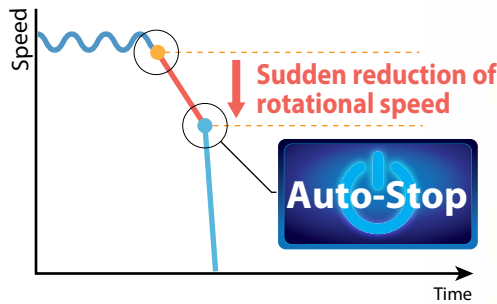 Speed
Sudden reduction of
rotational speed
Auto-Stop
Time